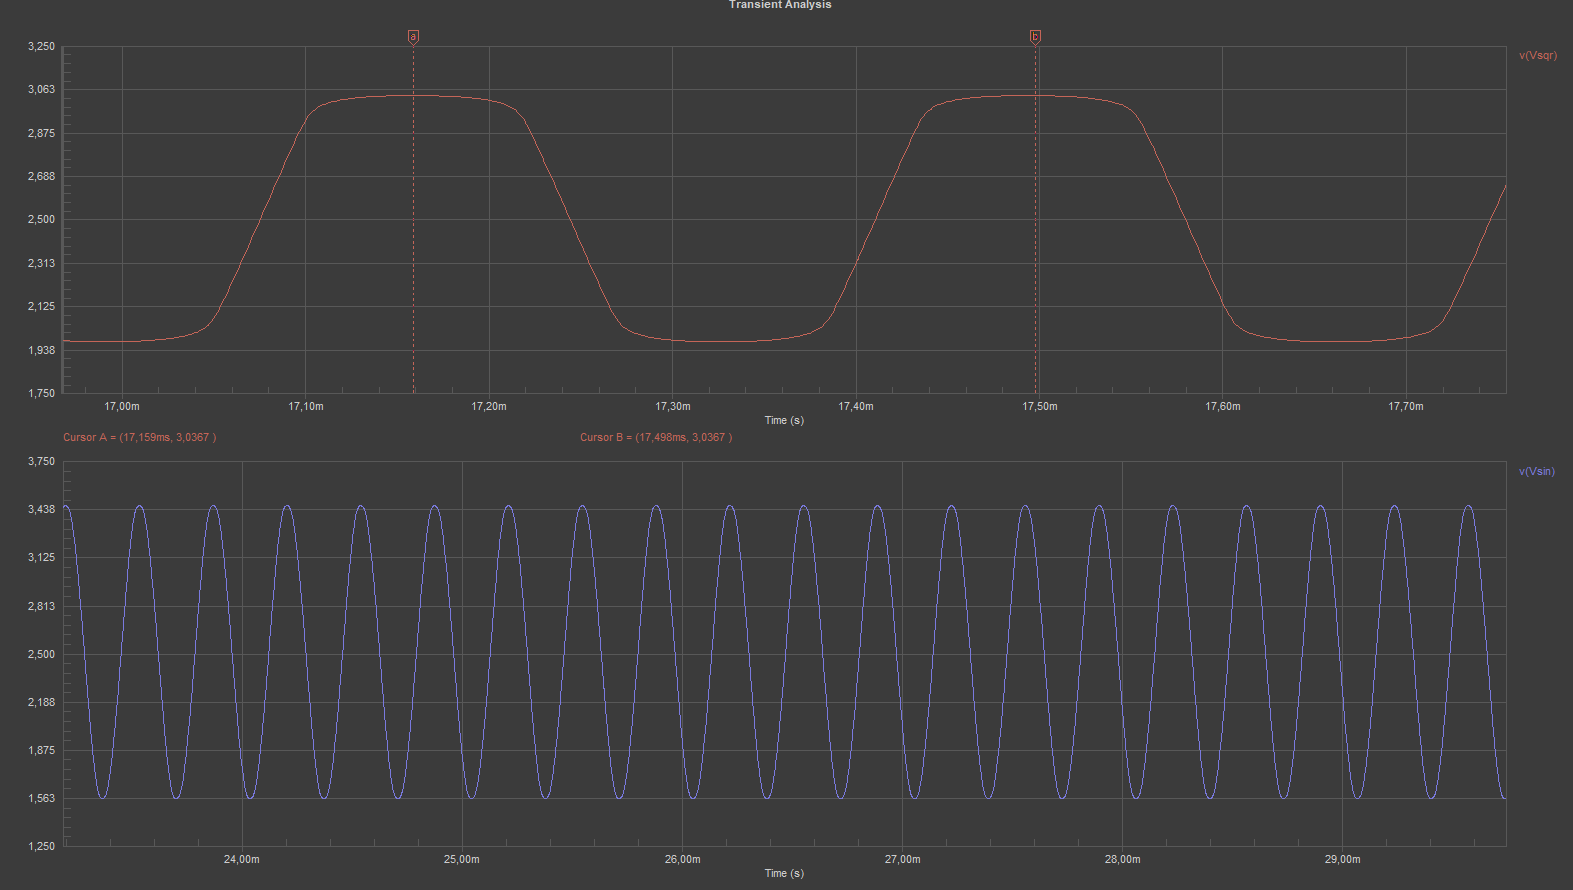 Transient Analysis
a
b
v(Vsqr)
3,250
3,063
2,875
2,688
2,500
2,313
2,125
1,938
1,750
17,00m 17,10m 17,20m 17,30m 17,40m 17,50m 17,60m 17,70m
Time (s)
Cursor A = (17,159ms, 3,0367 ) Cursor B = (17,498ms, 3,0367 )
v(Vsin)
3,750
3,438
3,125
2,813
2,500
2,188
1,875
1,563
1,250
24,00m 25,00m 26,00m 27,00m 28,00m 29,00m
Time (s)